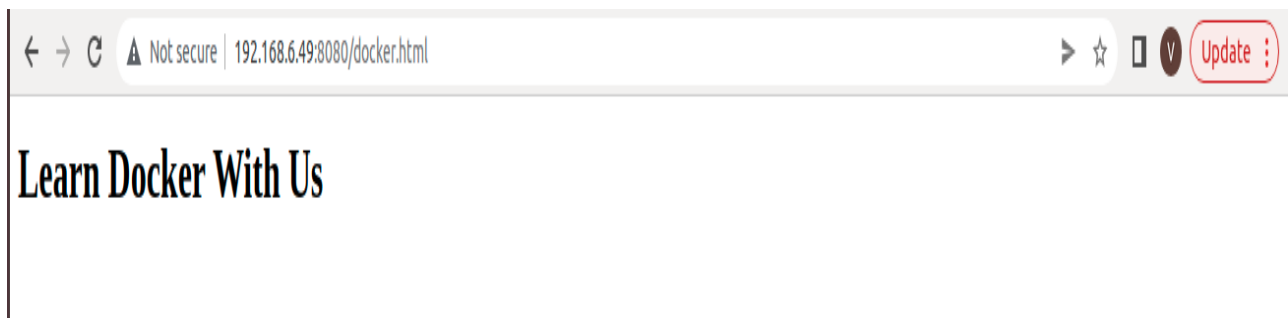 Not secure 192.168.6.49:8080/docker.html V Update
Learn Docker With Us